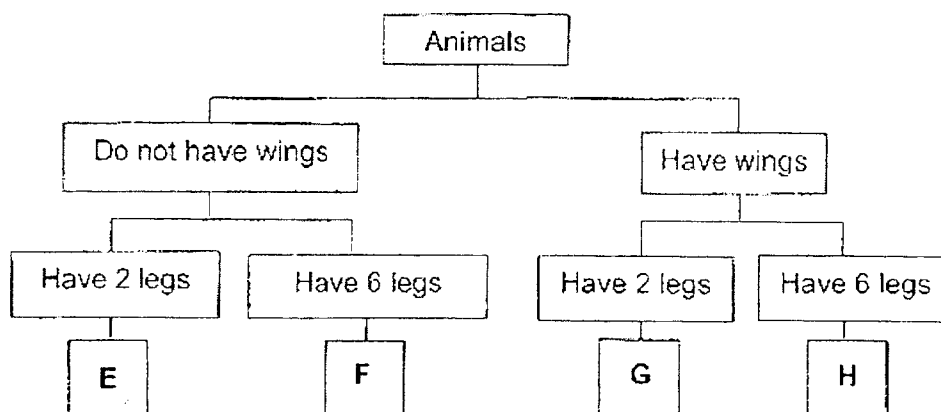 Animals
Do not have wings
Have wings
Have 2 legs
Have 6 legs
Have 2 legs
Have 6 legs
E
F
G
H